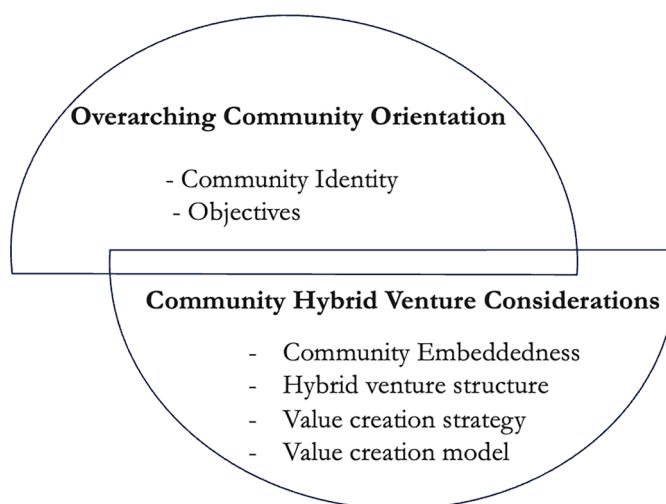 Overarching Community Orientation
- Community Identity
- Objectives
Community Hybrid Venture Considerations
- Community Embeddedness
- Hybrid venture structure
- Value creation strategy
- Value creation model